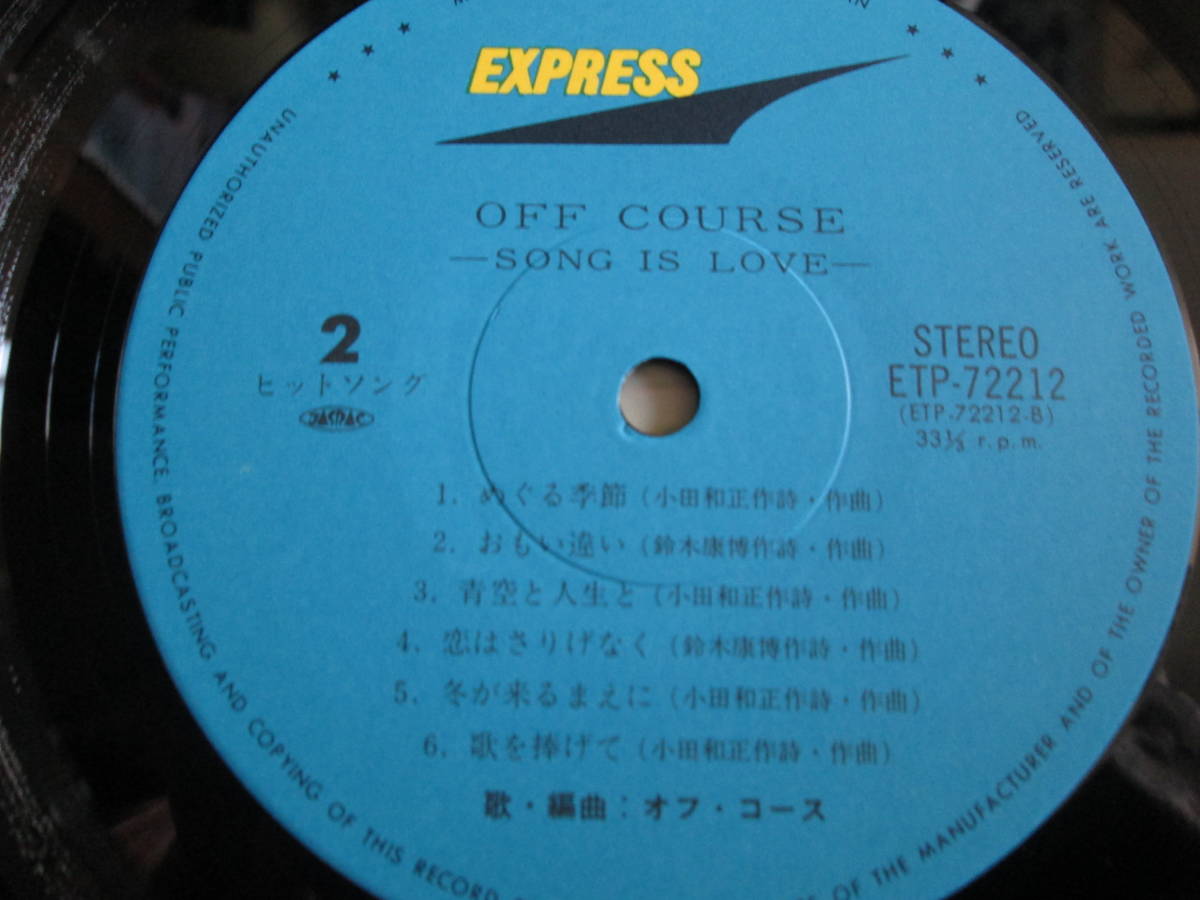 EXPRESS
OFF COURSE
—SONG IS LOVE—
2
ヒットソング
JASRAC
STEREO
ETP-72212
(ETP-72212-B)
33⅓ r.p.m.
1. めぐる季節 (小田和正作詩・作曲)
2. おもい違い (鈴木康博作詩・作曲)
3. 青空と人生と (小田和正作詩・作曲)
4. 恋はさりげなく (鈴木康博作詩・作曲)
5. 冬が来るまえに (小田和正作詩・作曲)
6. 歌を捧げて (小田和正作詩・作曲)
歌・編曲：オフ・コース
UNAUTHORIZED PUBLIC PERFORMANCE, BROADCASTING AND COPYING OF THIS RECORD
OF THE MANUFACTURER AND OF THE OWNER OF THE RECORDED WORK ARE RESERVED